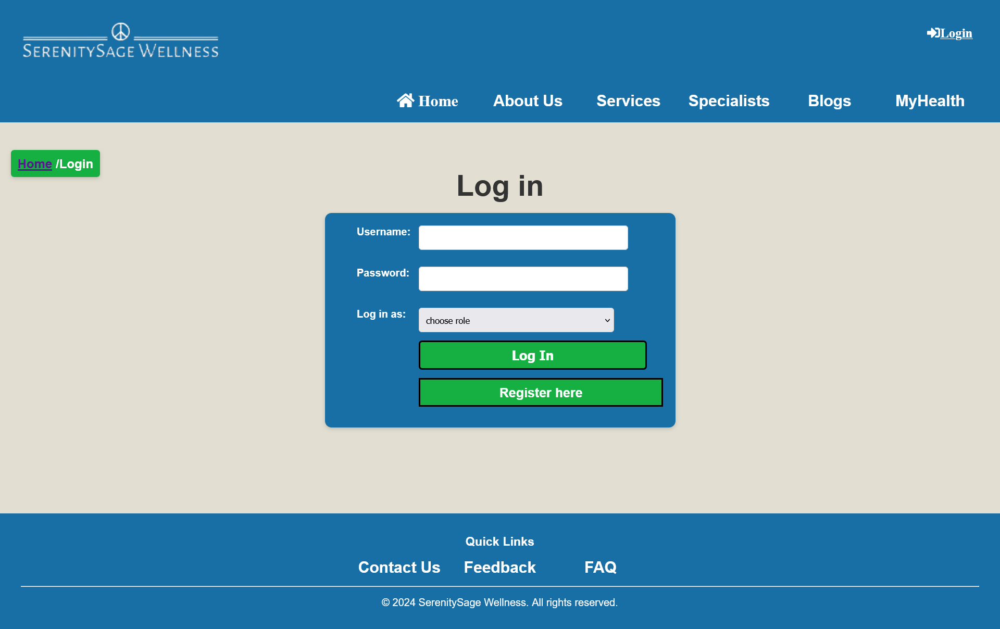 SERENITYSAGE WELLNESS
Login
Home About Us Services Specialists Blogs MyHealth
Home /Login
Log in
Username:
Password:
Log in as: choose role
Log In
Register here
Quick Links
Contact Us Feedback FAQ
© 2024 SerenitySage Wellness. All rights reserved.